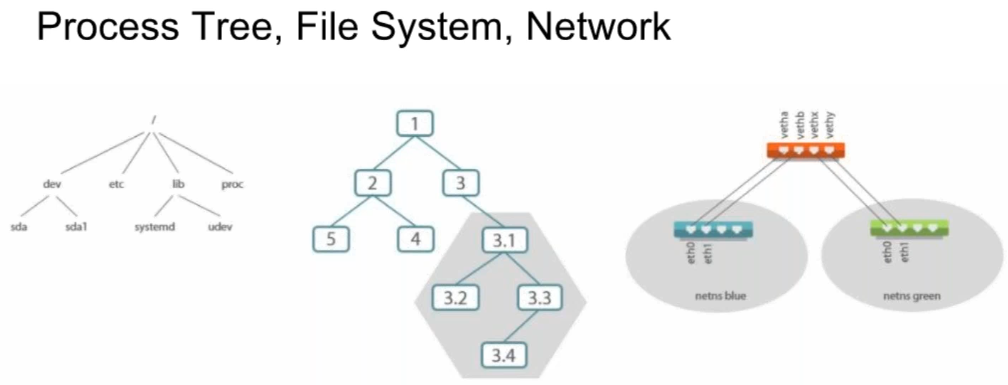 Process Tree, File System, Network
/
dev etc lib proc
sda sda1 systemd udev
1
2 3
5 4 3.1
3.2 3.3
3.4
vetha vethb vethx vethy
eth0 eth1
netns blue
eth0 eth1
netns green